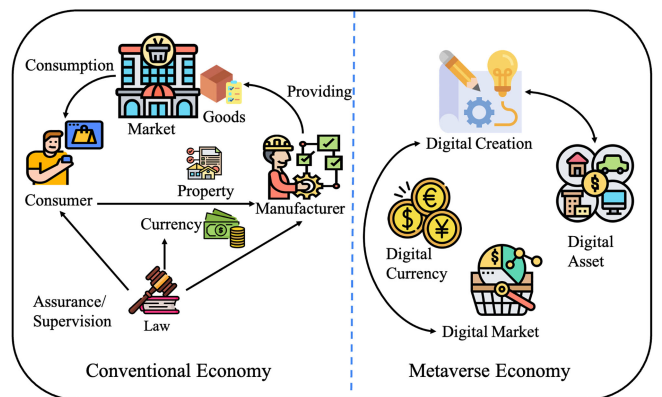 Consumption
Market
Goods
Providing
Consumer
Property
Manufacturer
Currency
Assurance/
Supervision
Law
Conventional Economy
Digital Creation
Digital
Currency
Digital
Asset
Digital Market
Metaverse Economy